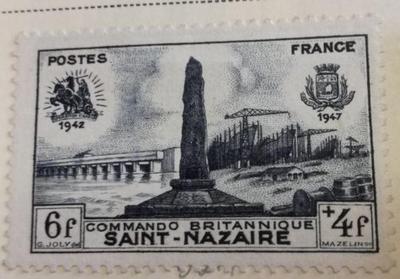 POSTES FRANCE
1942 1947
6f COMMANDO BRITANNIQUE +4f
SAINT-NAZAIRE
G. JOLY MAZELIN